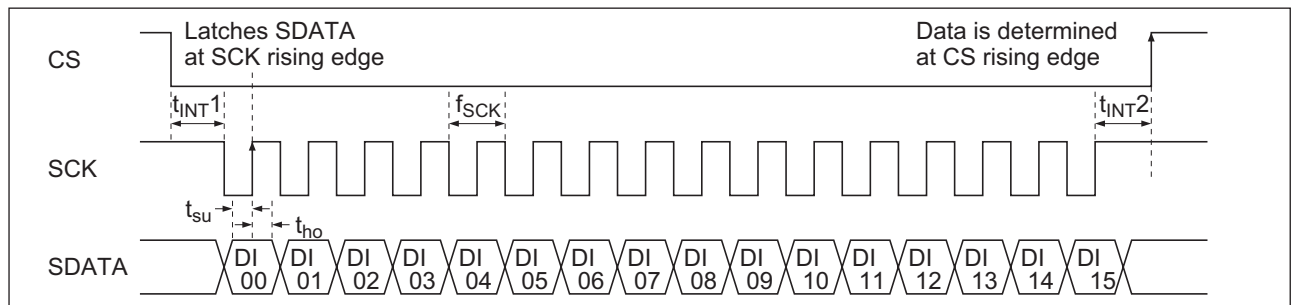 Latches SDATA
at SCK rising edge
Data is determined
at CS rising edge
CS
tINT1
fSCK
tINT2
SCK
tsu
tho
SDATA
DI 00
DI 01
DI 02
DI 03
DI 04
DI 05
DI 06
DI 07
DI 08
DI 09
DI 10
DI 11
DI 12
DI 13
DI 14
DI 15